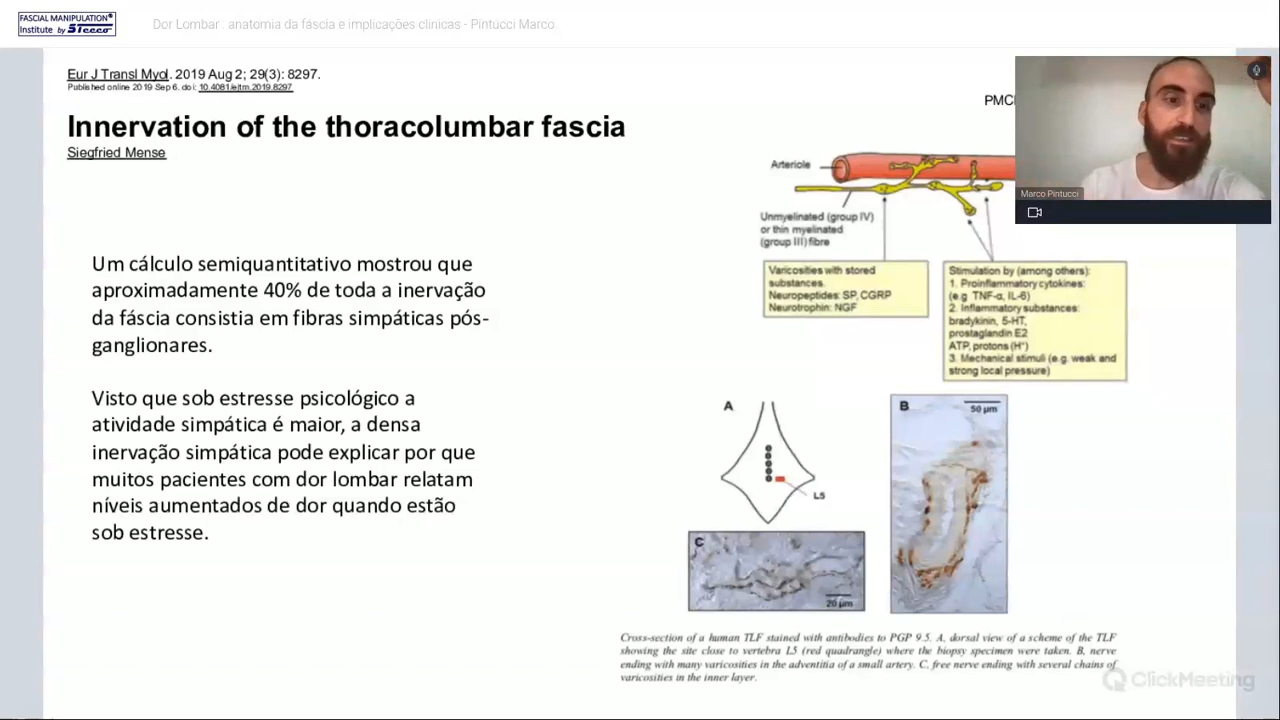 FASCIAL MANIPULATION®
Institute by Stecco
Dor Lombar : anatomia da fáscia e implicações clinicas - Pintucci Marco.
Eur J Transl Myol. 2019 Aug 2; 29(3): 8297.
Published online 2019 Sep 6. doi: 10.4081/ejtm.2019.8297
PMCI
Innervation of the thoracolumbar fascia
Siegfried Mense
Marco Pintucci
Um cálculo semiquantitativo mostrou que
aproximadamente 40% de toda a inervação
da fascia consistia em fibras simpáticas pós-
ganglionares.
Visto que sob estresse psicológico a
atividade simpática é maior, a densa
inervação simpática pode explicar por que
muitos pacientes com dor lombar relatam
níveis aumentados de dor quando estão
sob estresse.
Arteriole
Unmyelinated (group IV)
or thin myelinated
(group III) fibre
Varicosities with stored
substances.
Neuropeptides: SP, CGRP
Neurotrophin: NGF
Stimulation by (among others):
1. Proinflammatory cytokines:
(e.g TNF-α, IL-6)
2. Inflammatory substances:
bradykinin, 5-HT,
prostaglandin E2
ATP, protons (H⁺)
3. Mechanical stimuli (e.g. weak and
strong local pressure)
A
L5
B
50 µm
C
20 µm
Cross-section of a human TLF stained with antibodies to PGP 9.5. A, dorsal view of a scheme of the TLF
showing the site close to vertebra L5 (red quadrangle) where the biopsy specimen were taken. B, nerve
ending with many varicosities in the adventitia of a small artery. C, free nerve ending with several chains of
varicosities in the inner layer.
ClickMeeting